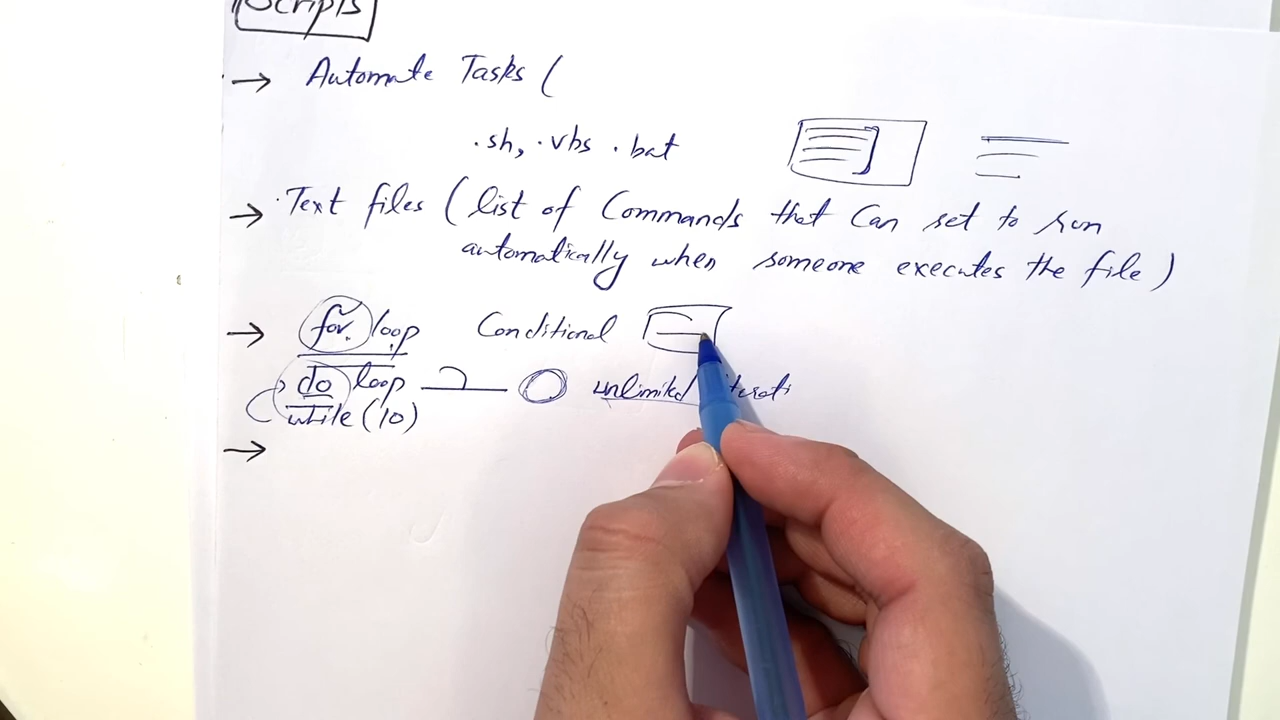 Scripts
→ Automate Tasks (
.sh, .vbs .bat
→ Text files (list of Commands that Can set to run
automatically when someone executes the file)
→ for loop Conditional
do loop unlimited
while (10)
→